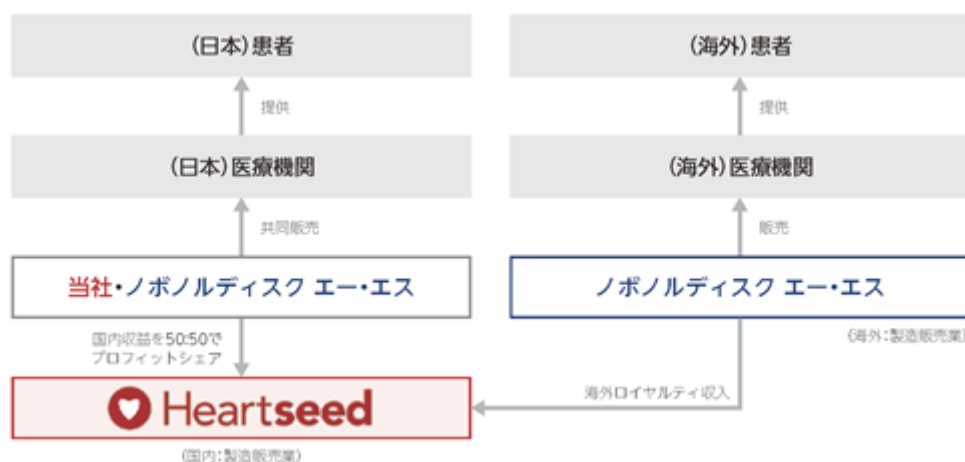 (日本)患者
(海外)患者
提供
提供
(日本)医療機関
(海外)医療機関
共同販売
販売
当社・ノボノルディスク エー・エス
ノボノルディスク エー・エス
国内収益を50:50で
プロフィットシェア
(海外:製造販売業)
海外ロイヤルティ収入
Heartseed
(国内:製造販売業)